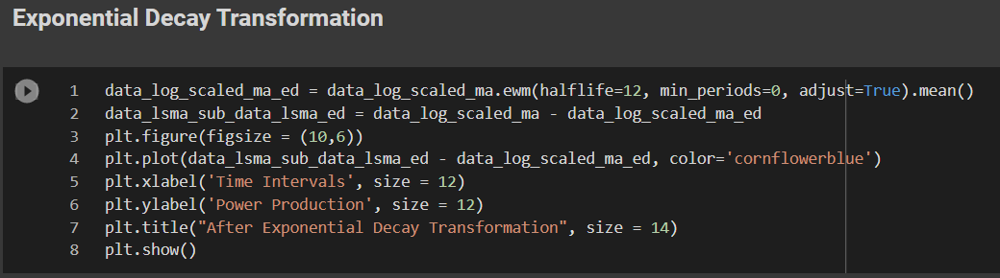 Exponential Decay Transformation
1 data_log_scaled_ma_ed = data_log_scaled_ma.ewm(halflife=12, min_periods=0, adjust=True).mean()
2 data_lsma_sub_data_lsma_ed = data_log_scaled_ma - data_log_scaled_ma_ed
3 plt.figure(figsize = (10,6))
4 plt.plot(data_lsma_sub_data_lsma_ed - data_log_scaled_ma_ed, color='cornflowerblue')
5 plt.xlabel('Time Intervals', size = 12)
6 plt.ylabel('Power Production', size = 12)
7 plt.title("After Exponential Decay Transformation", size = 14)
8 plt.show()